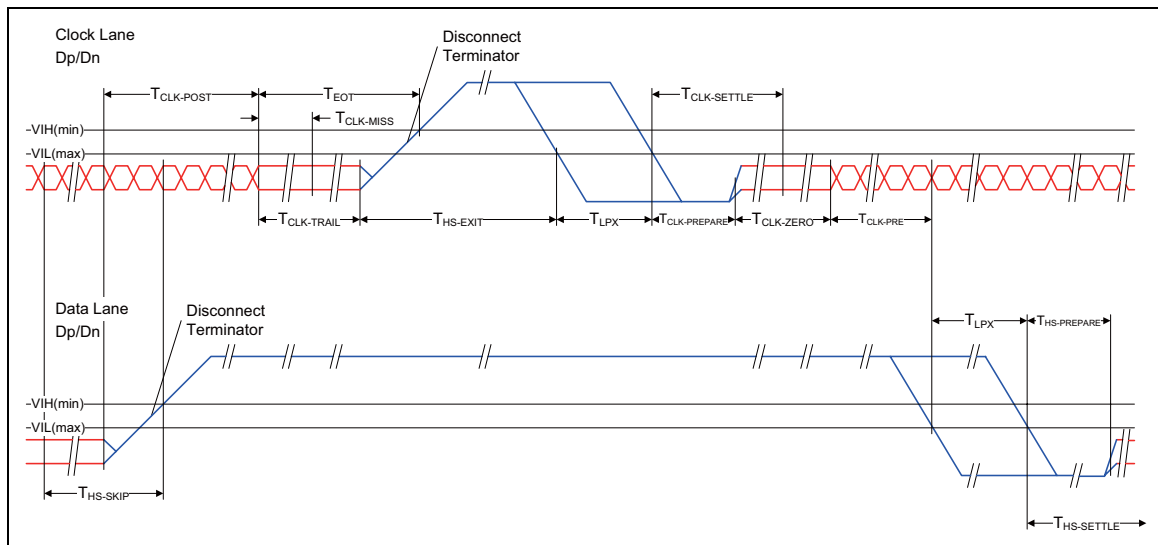 Clock Lane
Dp/Dn
Disconnect
Terminator
TCLK-POST
TEOT
TCLK-SETTLE
TCLK-MISS
VIH(min)
VIL(max)
TCLK-TRAIL
THS-EXIT
TLPX
TCLK-PREPARE
TCLK-ZERO
TCLK-PRE
Data Lane
Dp/Dn
Disconnect
Terminator
TLPX
THS-PREPARE
VIH(min)
VIL(max)
THS-SKIP
THS-SETTLE